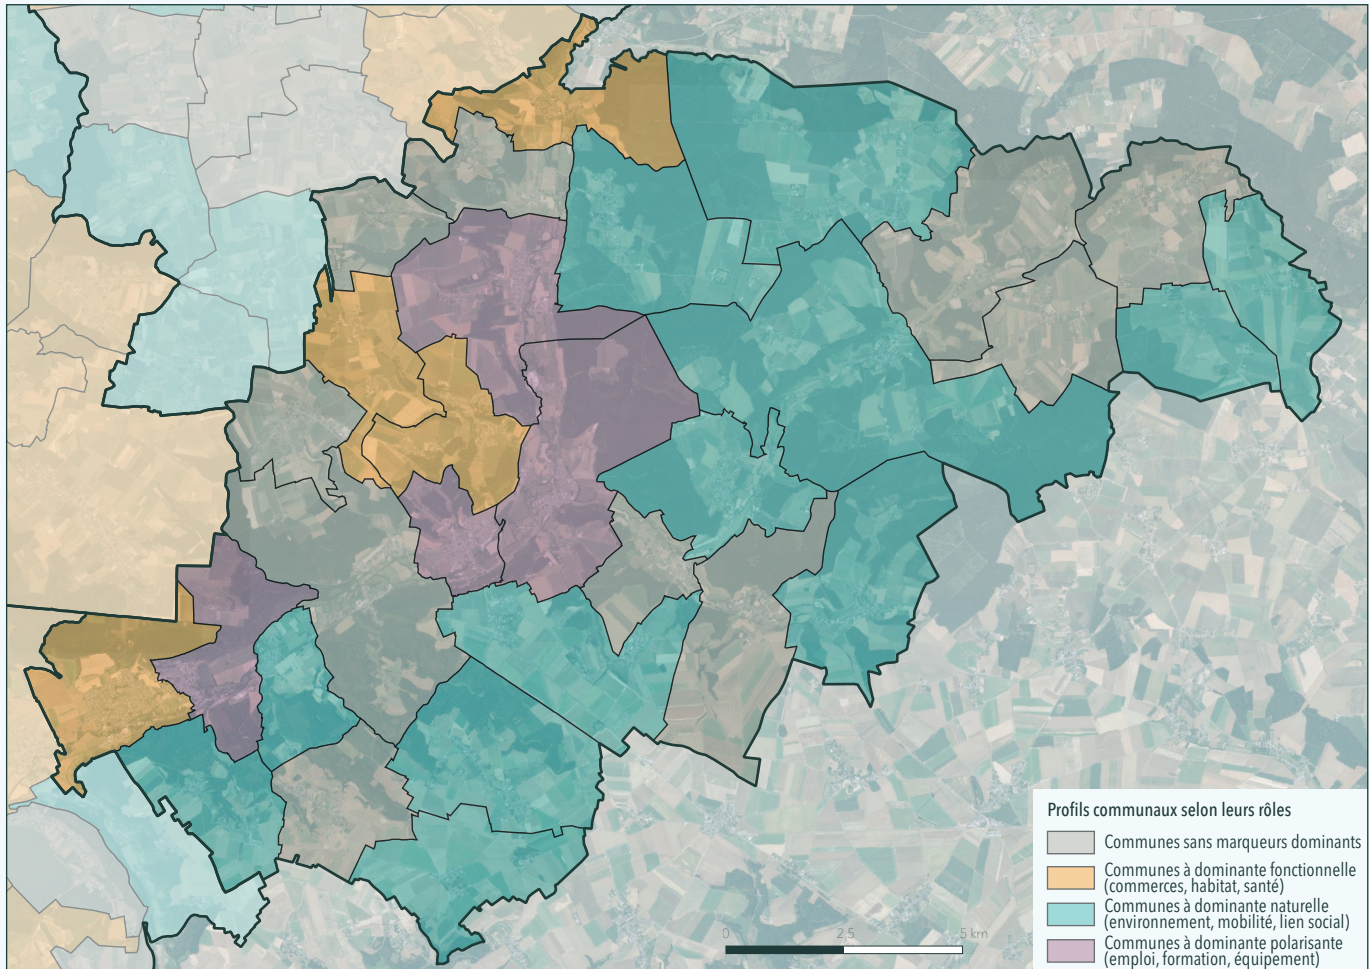 Profils communaux selon leurs rôles
Communes sans marqueurs dominants
Communes à dominante fonctionnelle
(commerces, habitat, santé)
Communes à dominante naturelle
(environnement, mobilité, lien social)
Communes à dominante polarisante
(emploi, formation, équipement)
0 2,5 5 km